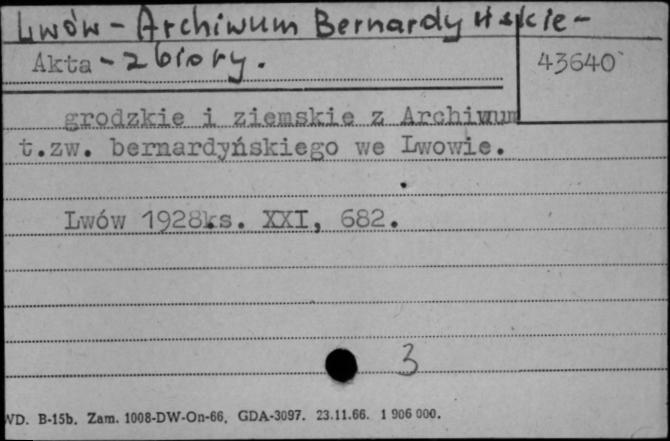 Lwów - Archiwum Bernardyńskie -
Akta - zbiory.
43640
grodzkie i ziemskie z Archiwum
t.zw. bernardyńskiego we Lwowie.
Lwów 1928ks. XXI, 682.
3
WD. B-15b. Zam. 1008-DW-On-66. GDA-3097. 23.11.66. 1 906 000.